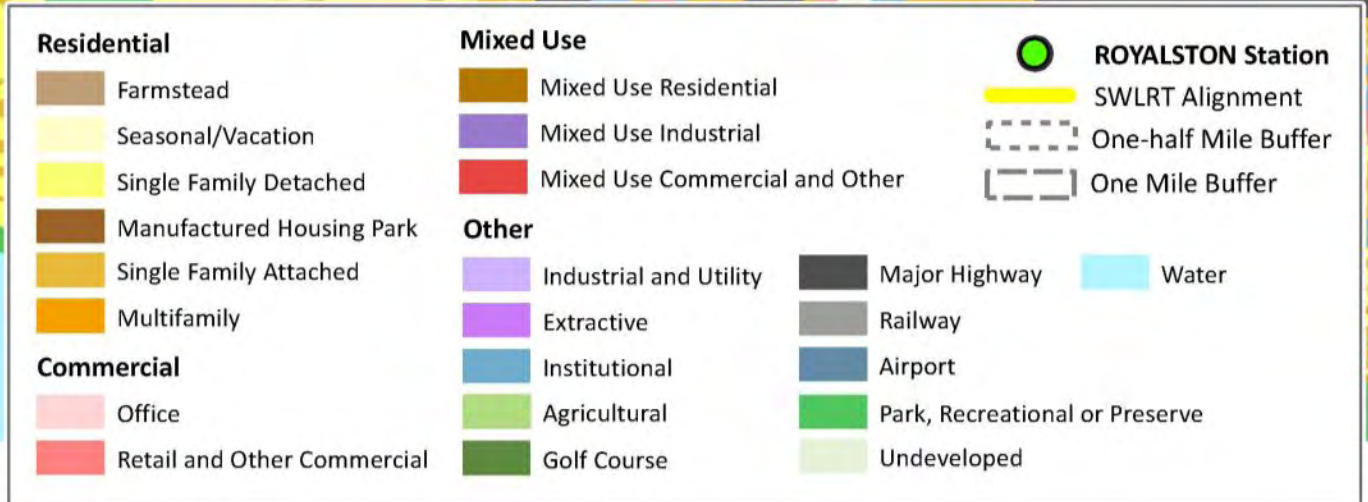 Residential
Farmstead
Seasonal/Vacation
Single Family Detached
Manufactured Housing Park
Single Family Attached
Multifamily
Commercial
Office
Retail and Other Commercial
Mixed Use
Mixed Use Residential
Mixed Use Industrial
Mixed Use Commercial and Other
Other
Industrial and Utility
Extractive
Institutional
Agricultural
Golf Course
Major Highway
Railway
Airport
Park, Recreational or Preserve
Undeveloped
Water
ROYALSTON Station
SWLRT Alignment
One-half Mile Buffer
One Mile Buffer